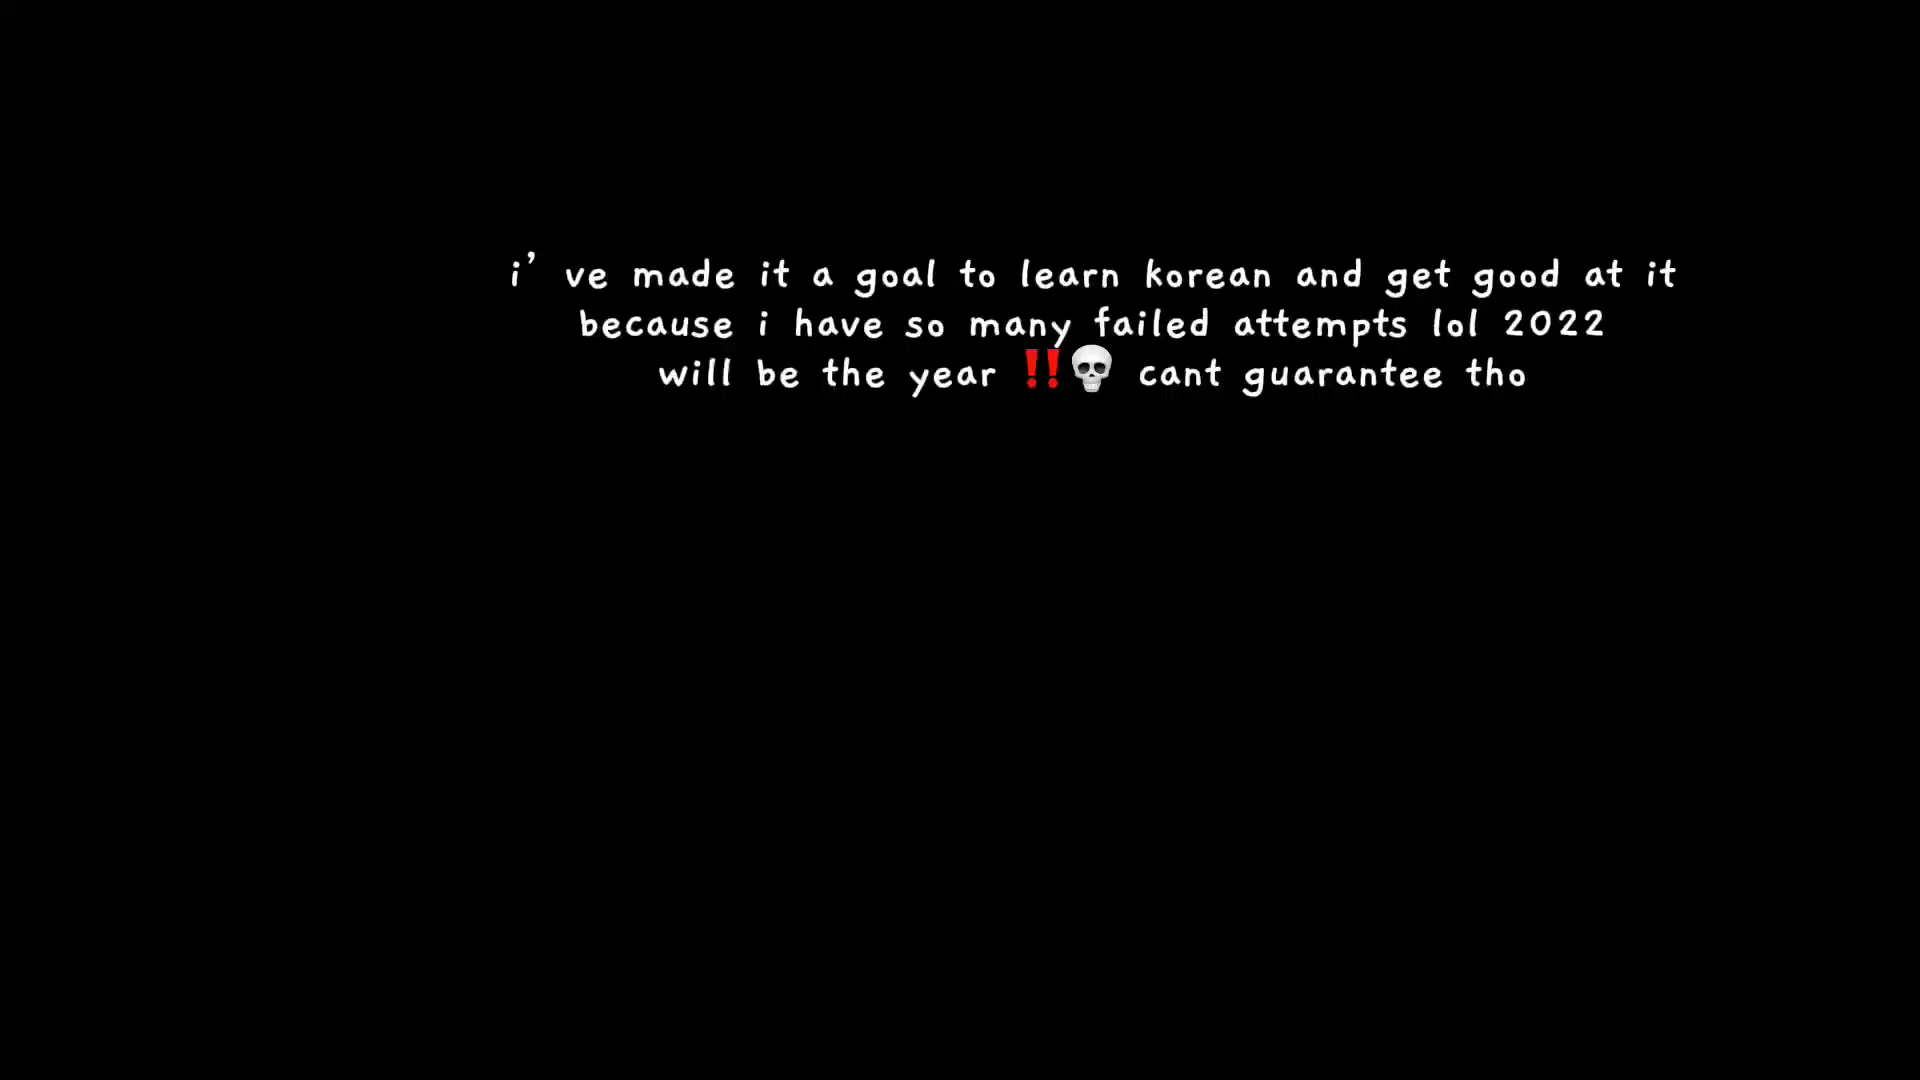 i’ve made it a goal to learn korean and get good at it
because i have so many failed attempts lol 2022
will be the year ‼️💀 cant guarantee tho